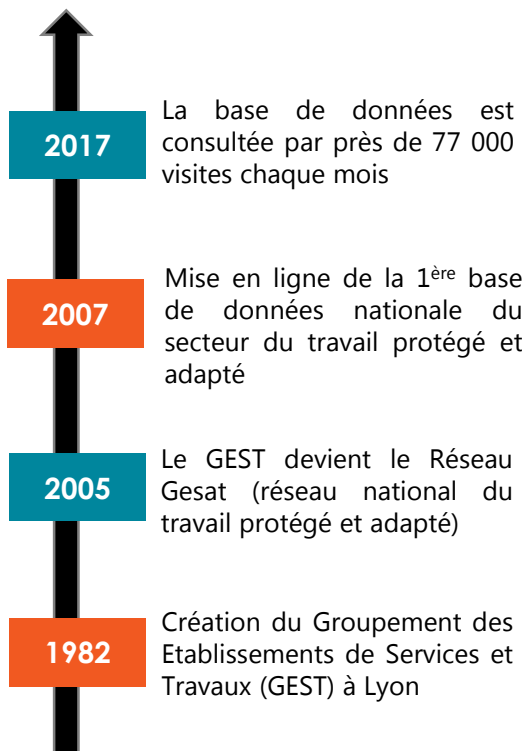 2017
La base de données est
consultée par près de 77 000
visites chaque mois
2007
Mise en ligne de la 1ère base
de données nationale du
secteur du travail protégé et
adapté
2005
Le GEST devient le Réseau
Gesat (réseau national du
travail protégé et adapté)
1982
Création du Groupement des
Etablissements de Services et
Travaux (GEST) à Lyon